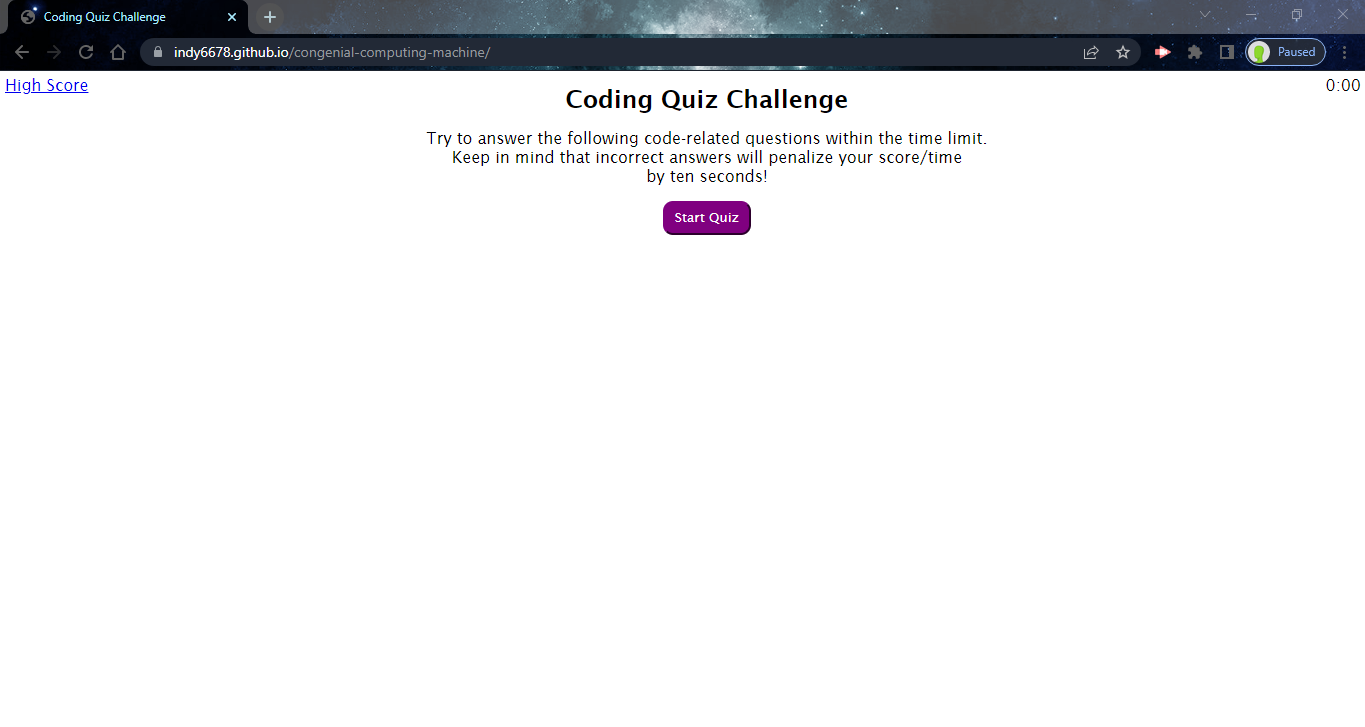 Coding Quiz Challenge
indy6678.github.io/congenial-computing-machine/
Paused
High Score
0:00
Coding Quiz Challenge
Try to answer the following code-related questions within the time limit.
Keep in mind that incorrect answers will penalize your score/time
by ten seconds!
Start Quiz